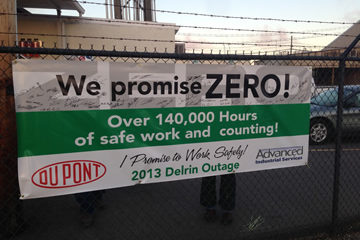 We promise ZERO!
Over 140,000 Hours
of safe work and counting!
I Promise to Work Safely!
2013 Delrin Outage
DUPONT
Advanced
Industrial Services